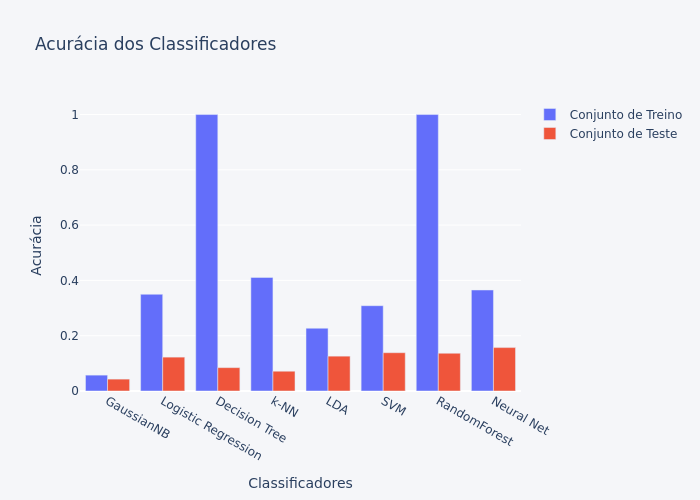 Acurácia dos Classificadores
Conjunto de Treino
Conjunto de Teste
Acurácia
1
0.8
0.6
0.4
0.2
0
GaussianNB
Logistic Regression
Decision Tree
k-NN
LDA
SVM
RandomForest
Neural Net
Classificadores